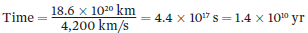 Time = 18.6 × 10²⁰ km / 4,200 km/s = 4.4 × 10¹⁷ s = 1.4 × 10¹⁰ yr